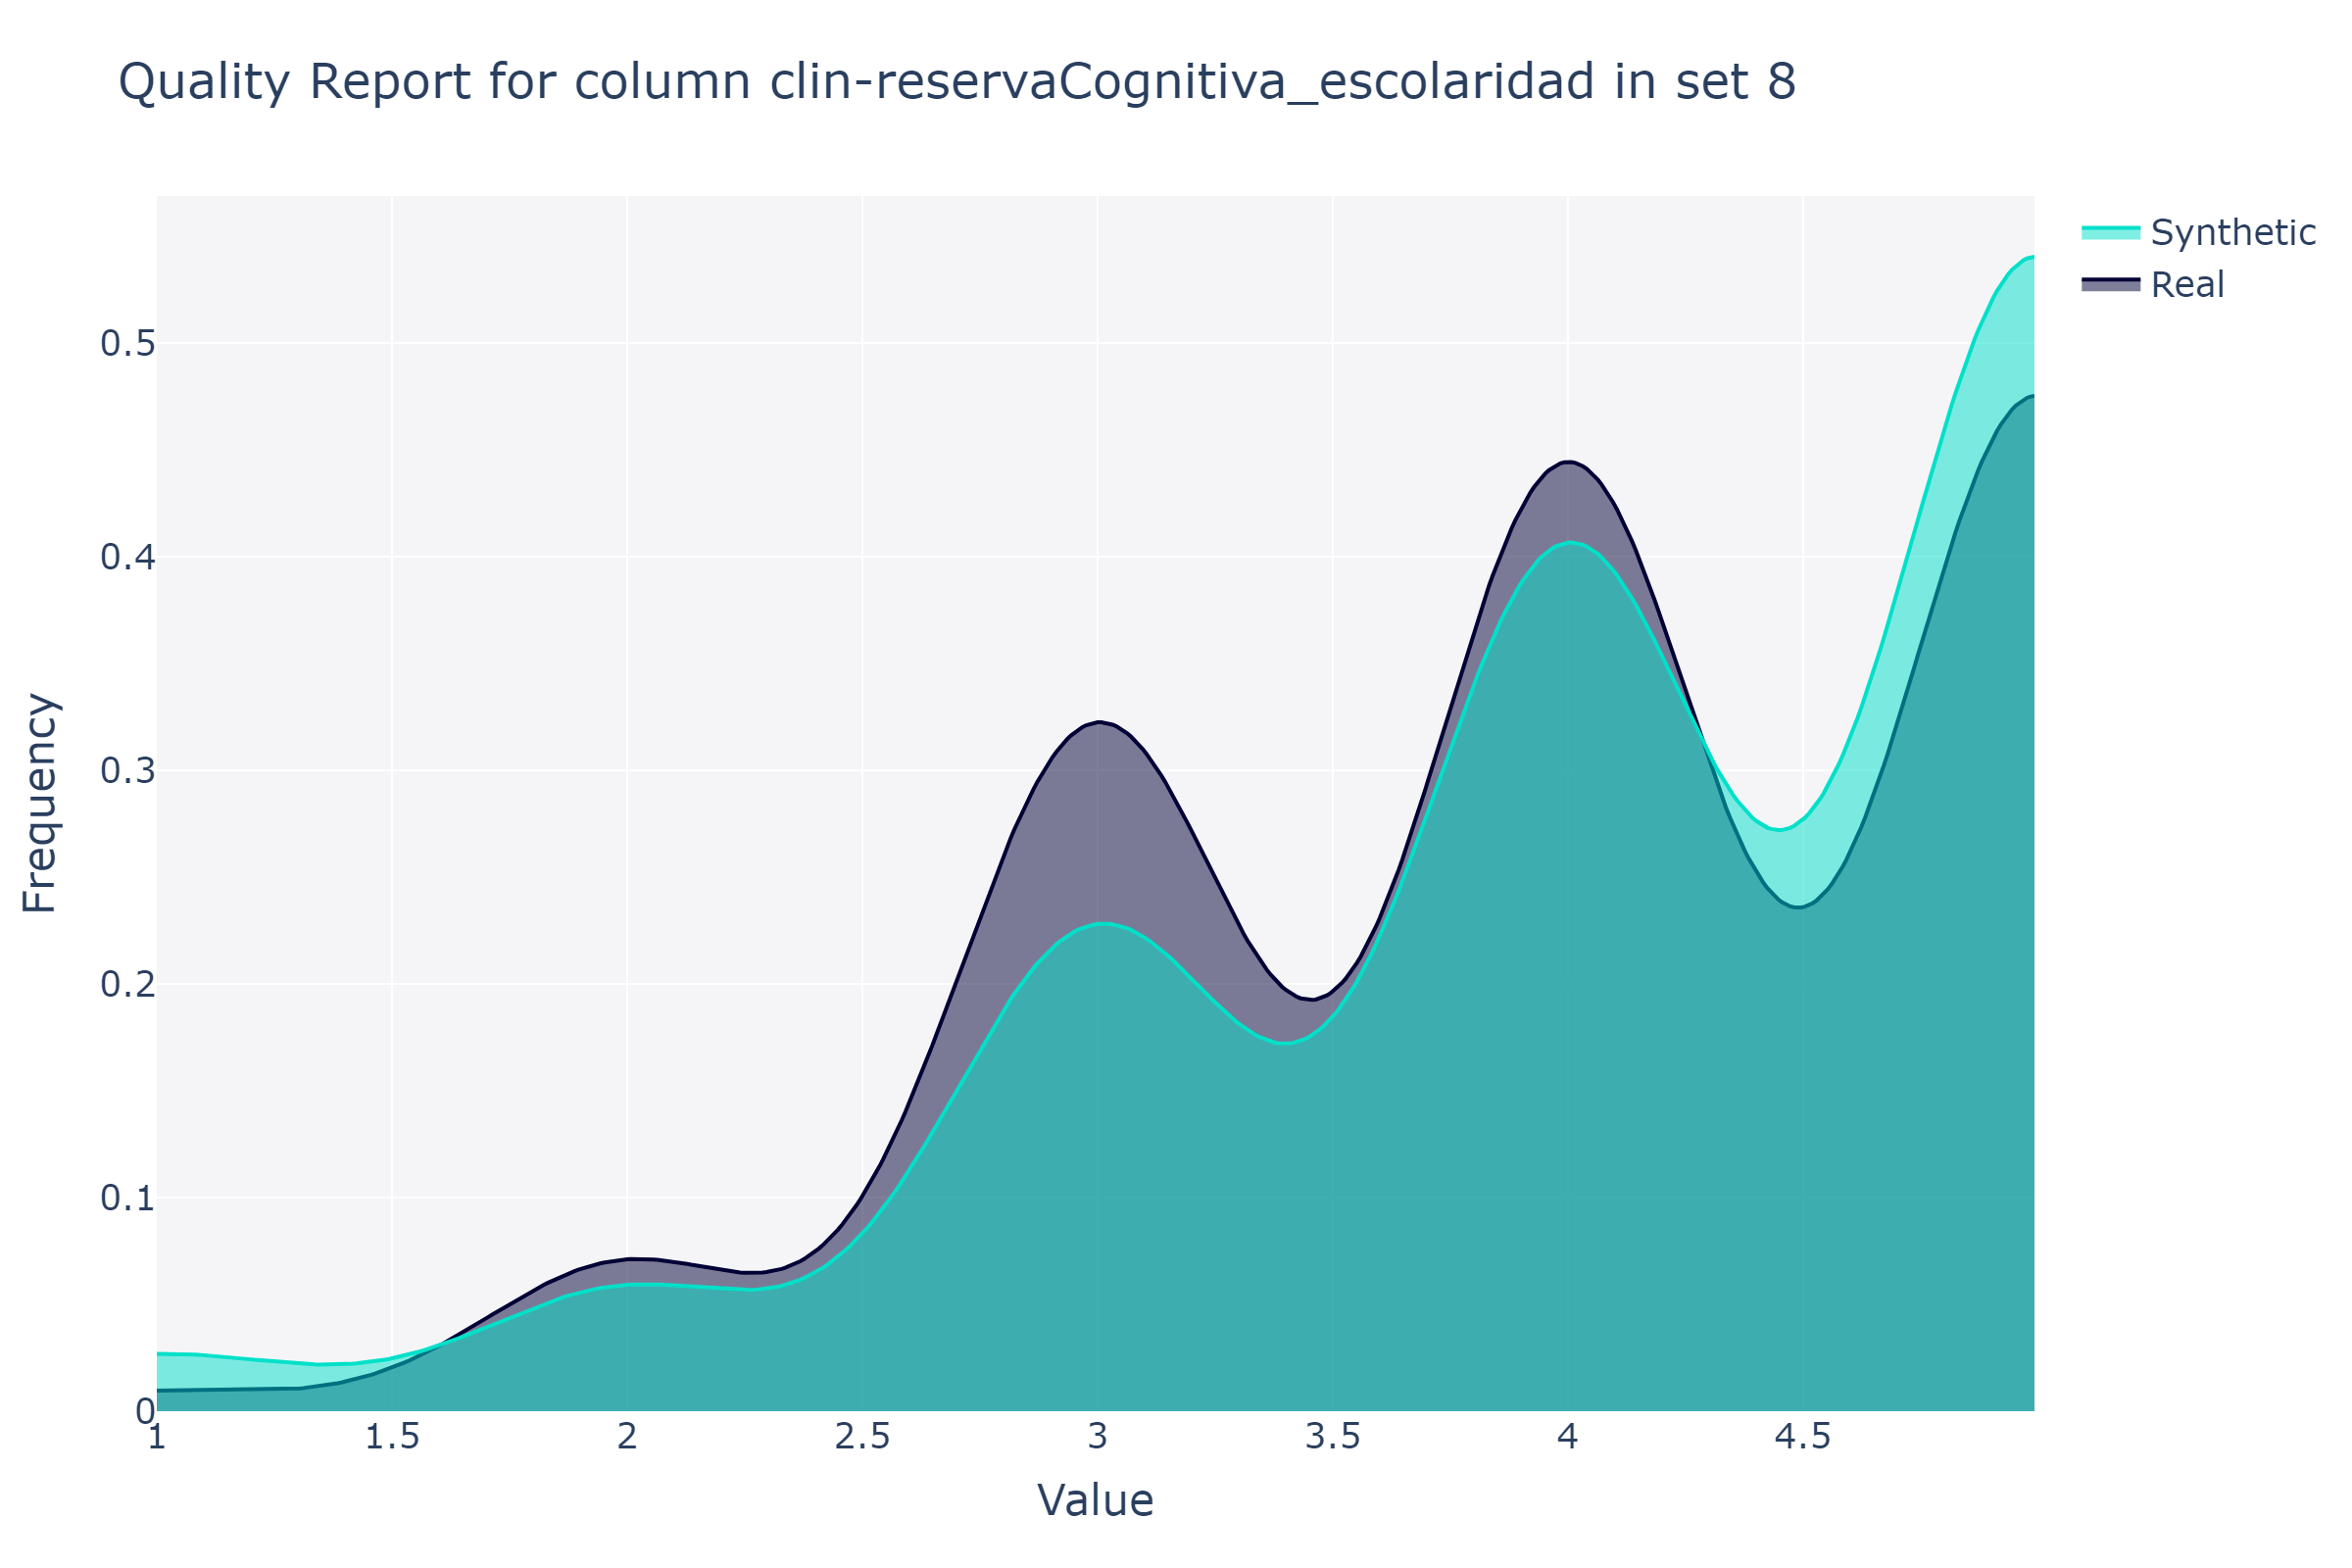 Quality Report for column clin-reservaCognitiva_escolaridad in set 8
Synthetic
Real
Frequency
0.5
0.4
0.3
0.2
0.1
0
1 1.5 2 2.5 3 3.5 4 4.5
Value